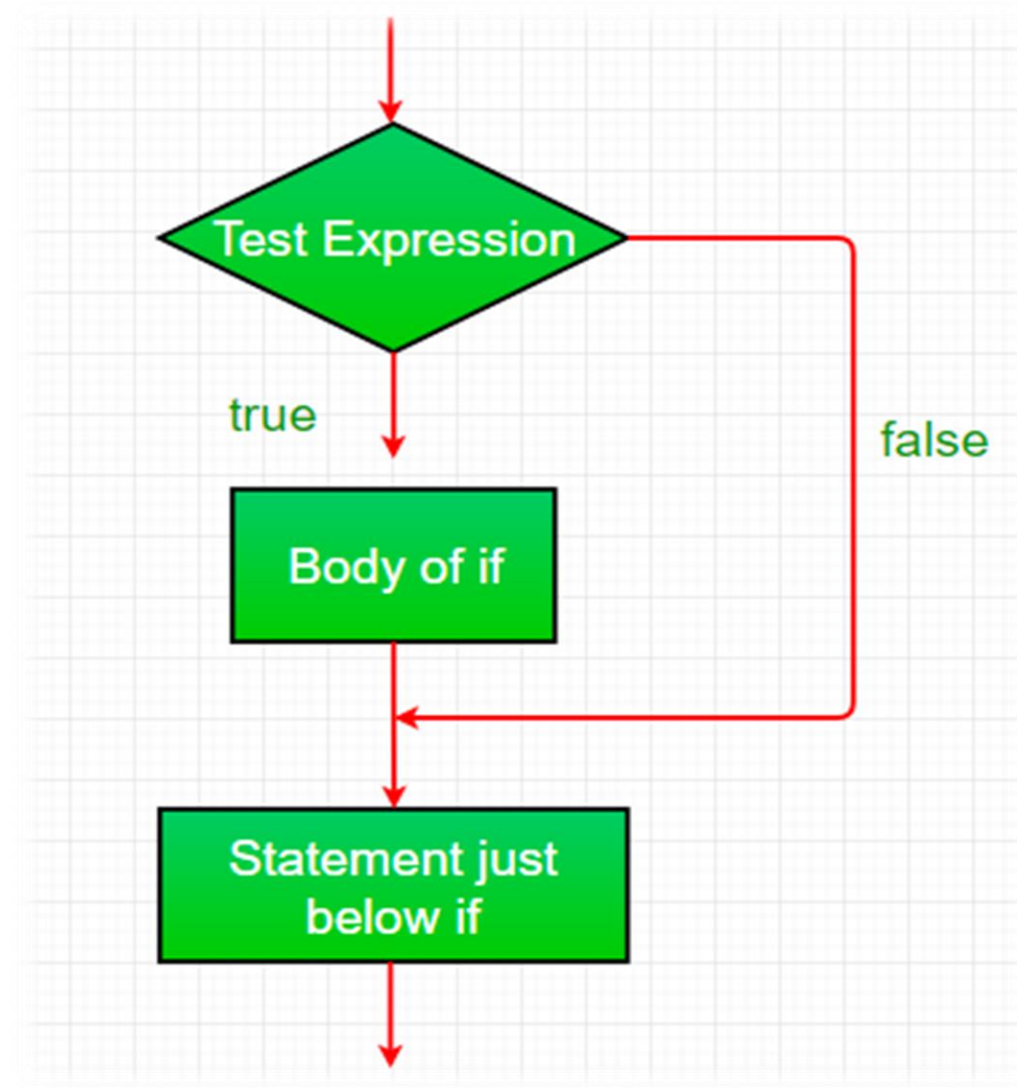 Test Expression
true
false
Body of if
Statement just
below if